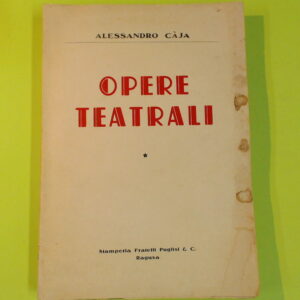 ALESSANDRO CÀJA
OPERE
TEATRALI
*
Stamperia Fratelli Puglisi & C.
Ragusa